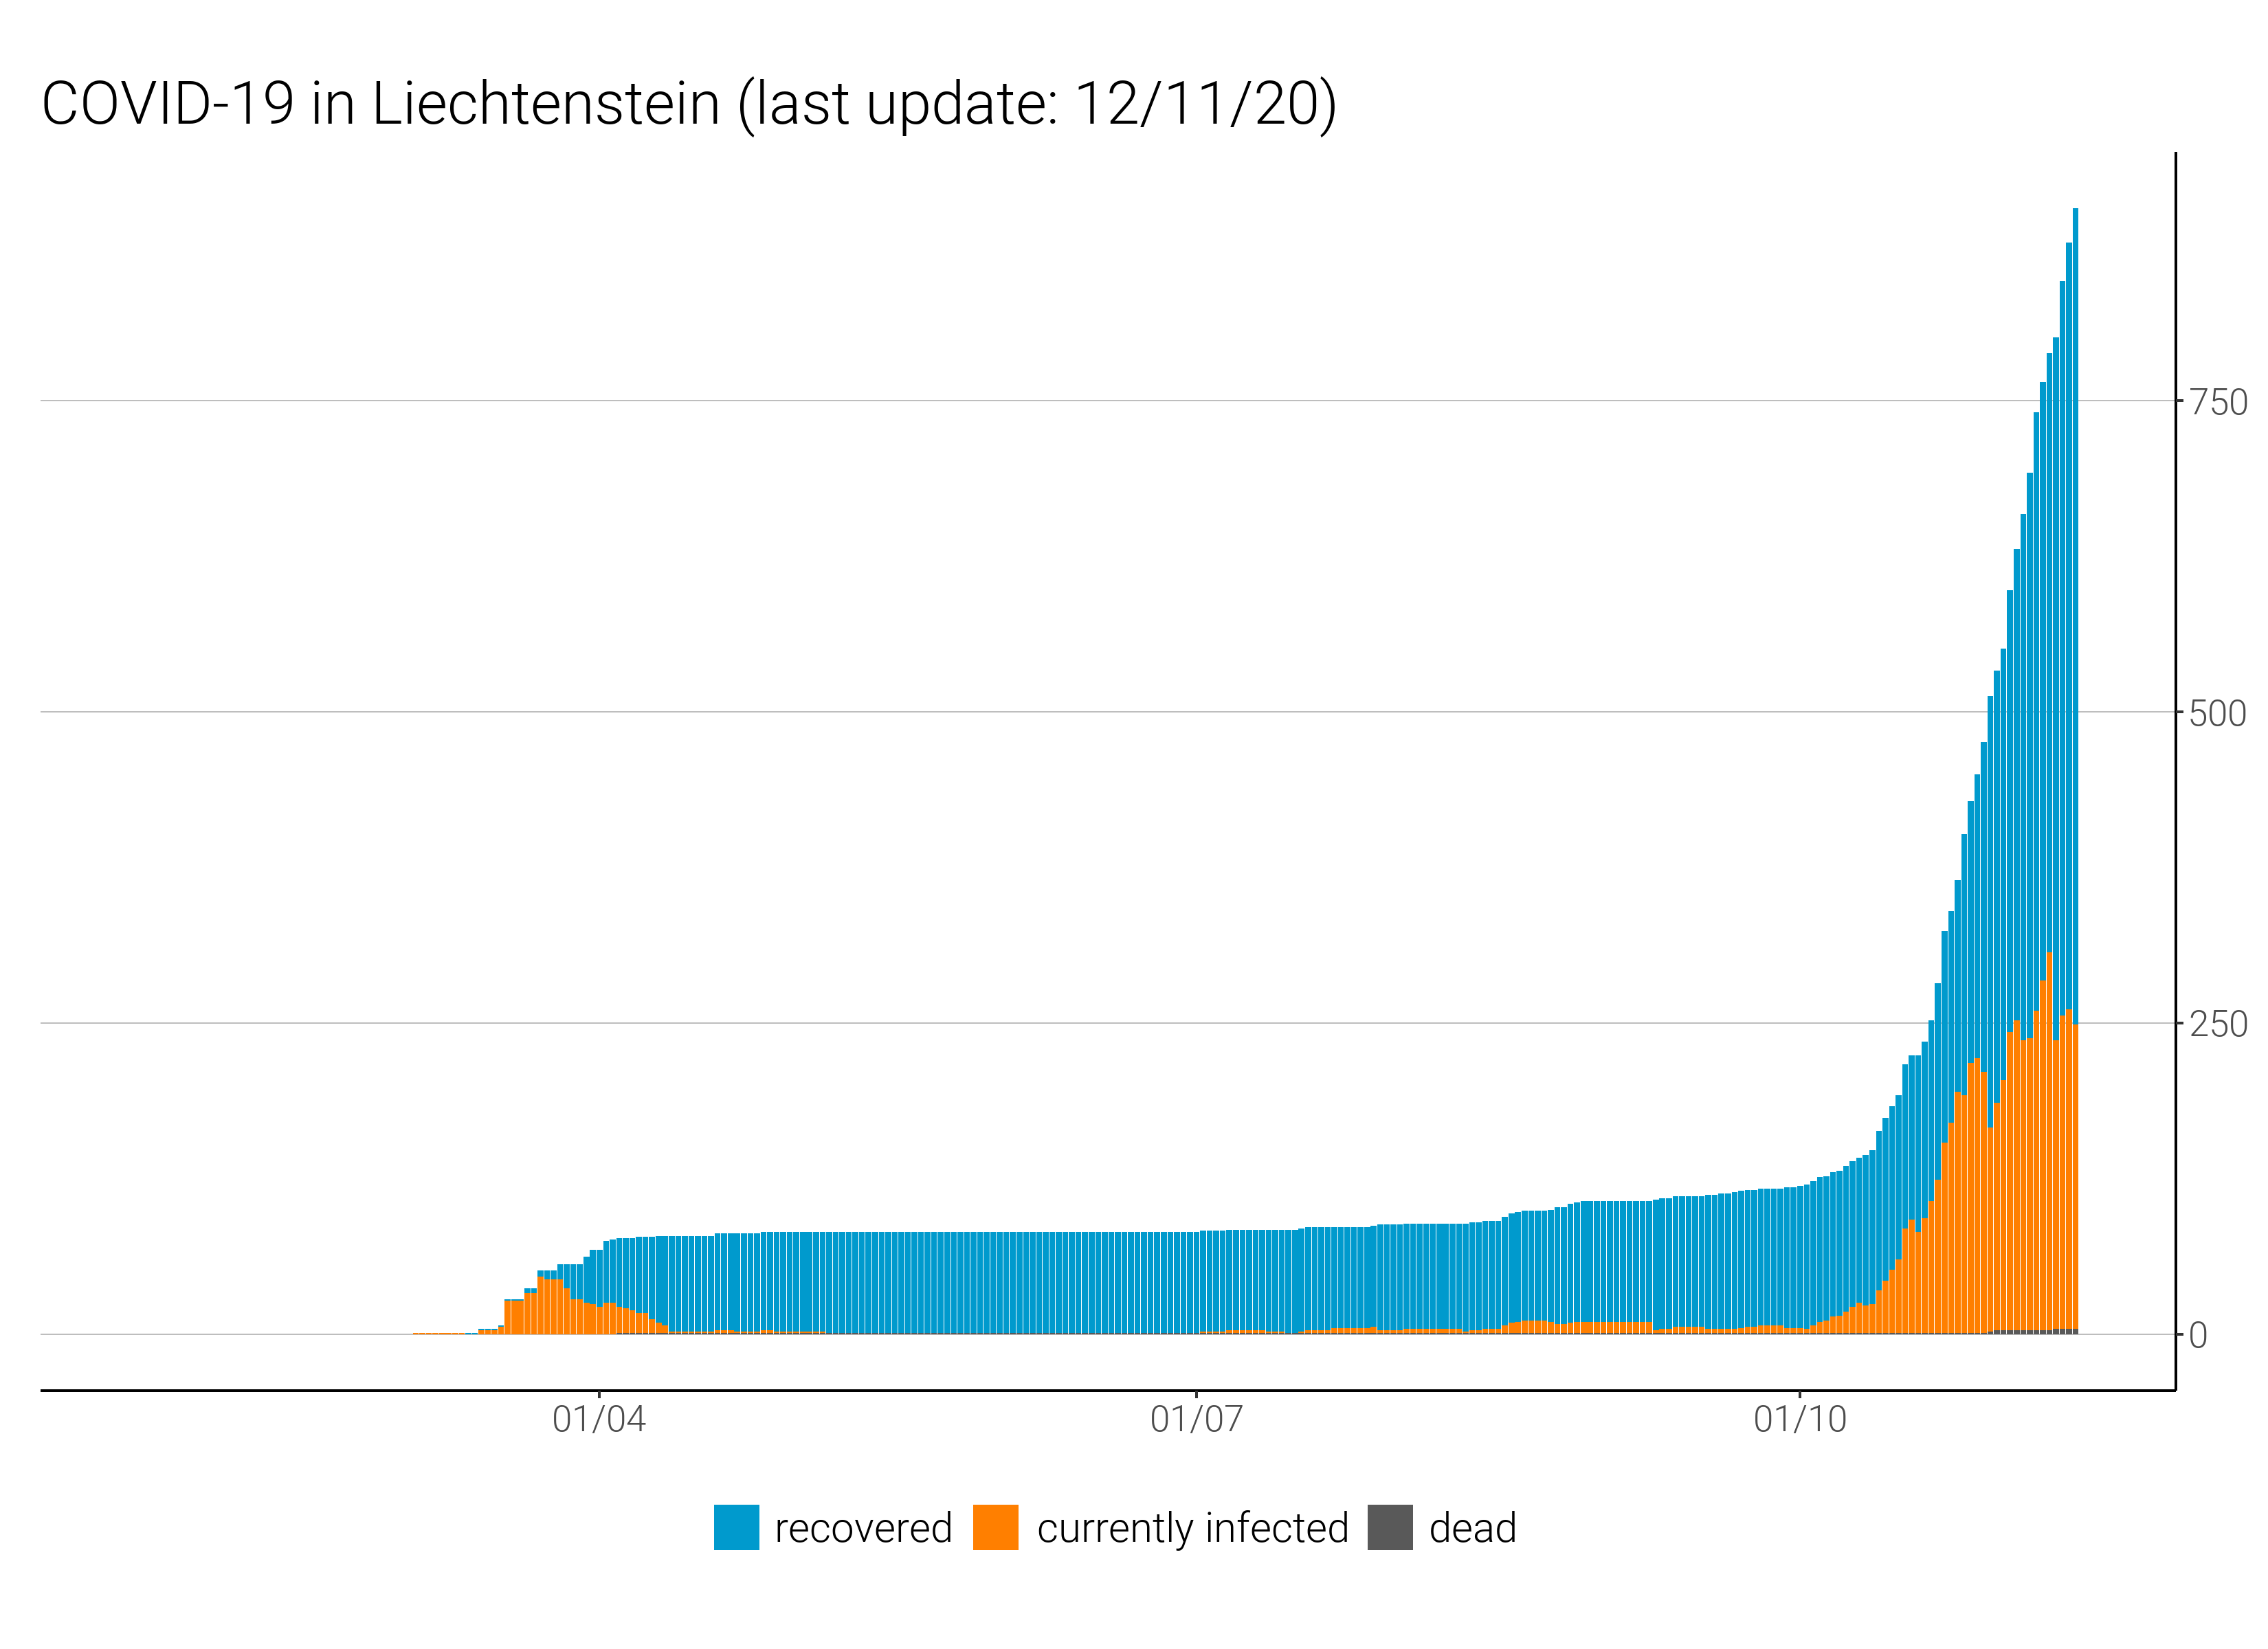 COVID-19 in Liechtenstein (last update: 12/11/20)
750
500
250
0
01/04 01/07 01/10
recovered currently infected dead